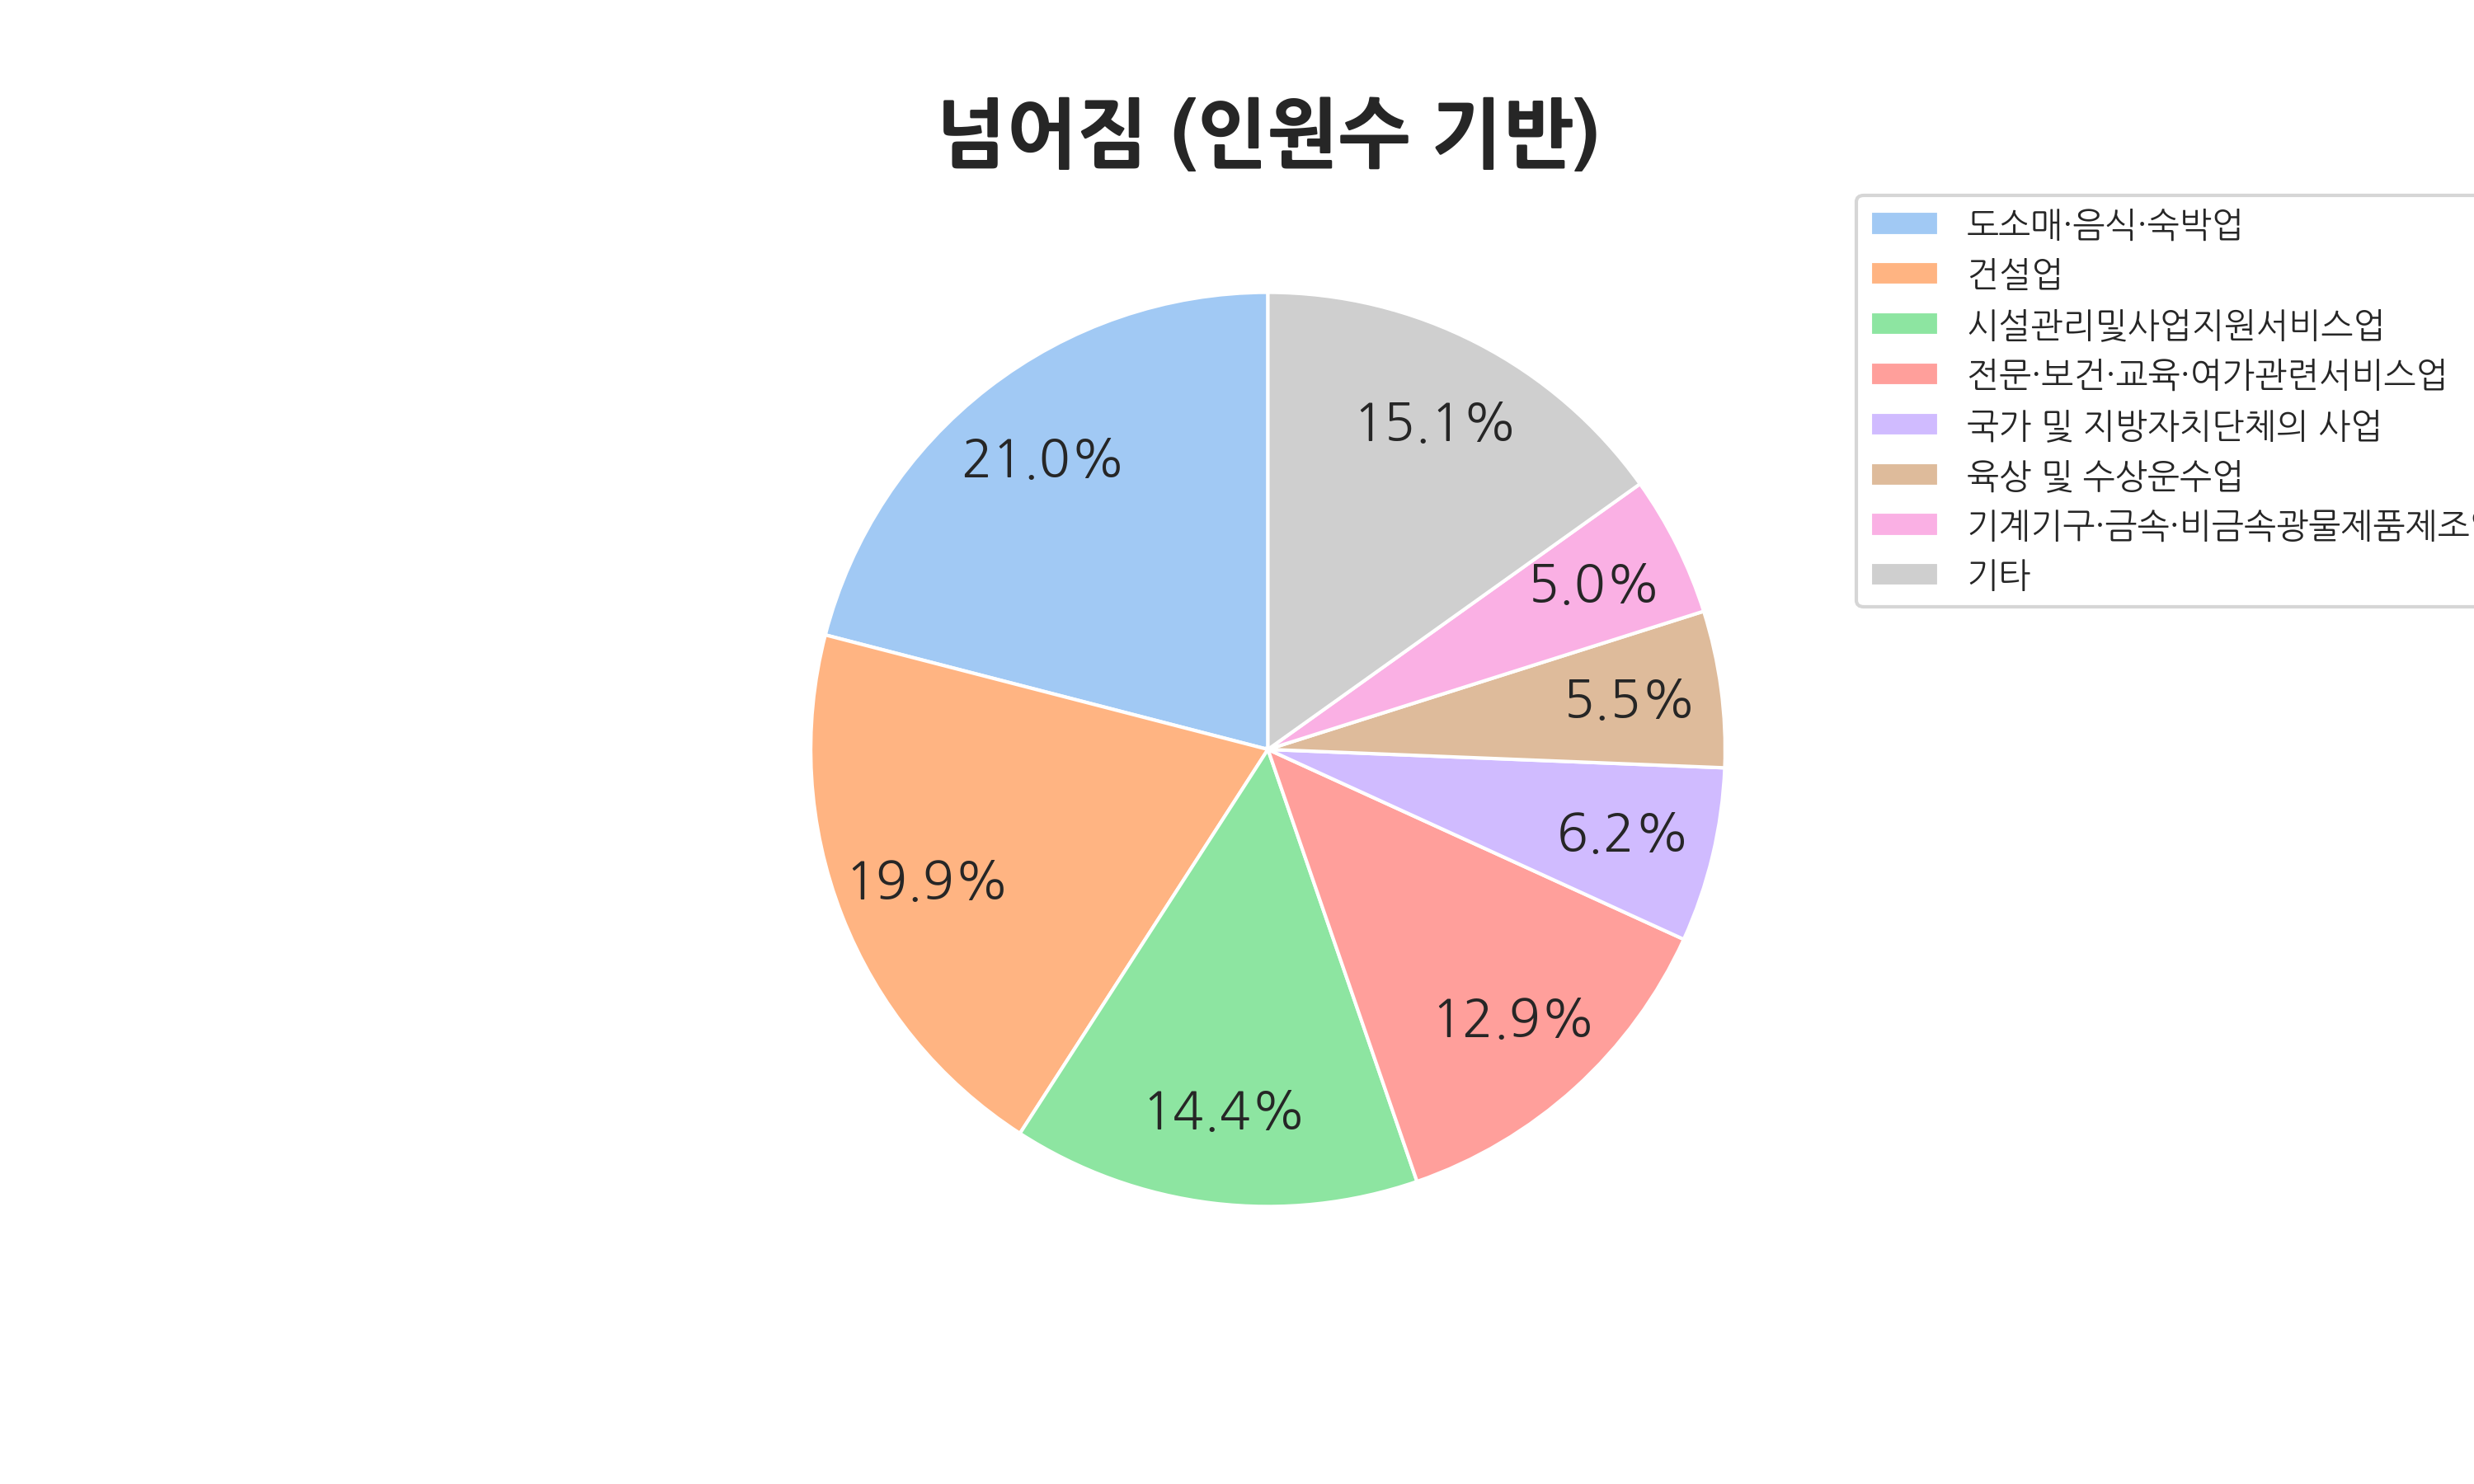 넘어짐 (인원수 기반)
도소매·음식·숙박업
건설업
시설관리및사업지원서비스업
전문·보건·교육·여가관련서비스업
국가 및 지방자치단체의 사업
육상 및 수상운수업
기계기구·금속·비금속광물제품제조
기타
15.1%
21.0%
5.0%
5.5%
6.2%
19.9%
12.9%
14.4%